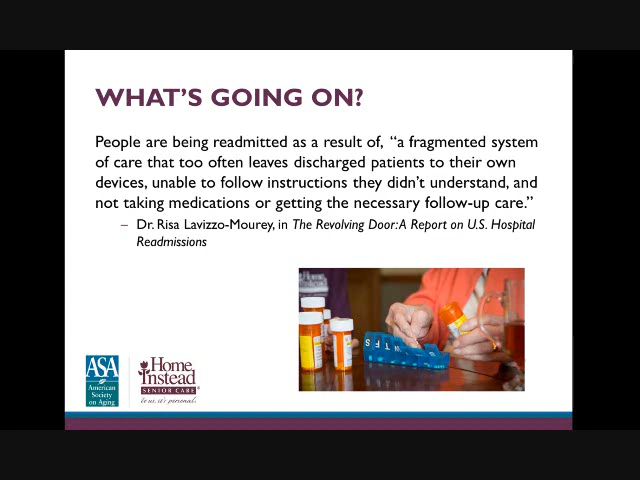 WHAT'S GOING ON?
People are being readmitted as a result of, “a fragmented system
of care that too often leaves discharged patients to their own
devices, unable to follow instructions they didn’t understand, and
not taking medications or getting the necessary follow-up care.”
– Dr. Risa Lavizzo-Mourey, in The Revolving Door: A Report on U.S. Hospital
Readmissions
S F T W
ASA
American
Society
on Aging
Home
Instead
SENIOR CARE®
to us, it's personal.